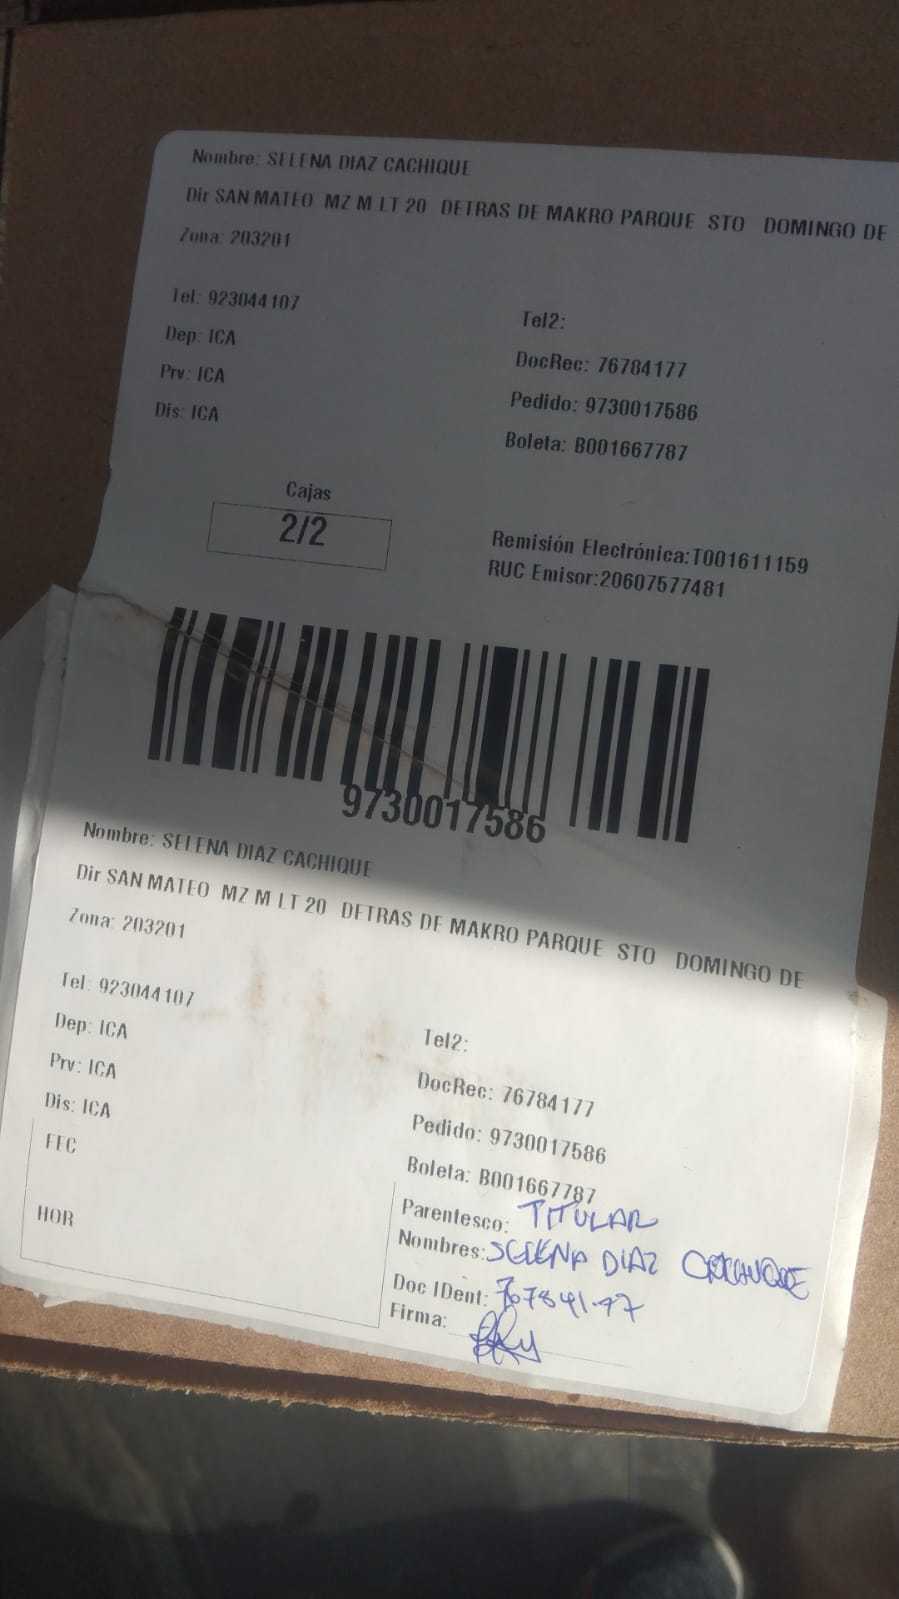 Nombre: SELENA DIAZ CACHIQUE
Dir SAN MATEO MZ M LT 20 DETRAS DE MAKRO PARQUE STO DOMINGO DE
Zona: 203201
Tel: 923044107
Tel2:
Dep: ICA
DocRec: 76784177
Prv: ICA
Pedido: 9730017586
Dis: ICA
Boleta: B001667787
Cajas
2/2
Remisión Electrónica:T001611159
RUC Emisor:20607577481
9730017586
Nombre: SELENA DIAZ CACHIQUE
Dir SAN MATEO MZ M LT 20 DETRAS DE MAKRO PARQUE STO DOMINGO DE
Zona: 203201
Tel: 923044107
Tel2:
Dep: ICA
DocRec: 76784177
Prv: ICA
Pedido: 9730017586
Dis: ICA
Boleta: B001667787
FEC
HOR
Parentesco: TITULAR
Nombres: SELENA DIAZ CACHIQUE
Doc IDent: 76784177
Firma: